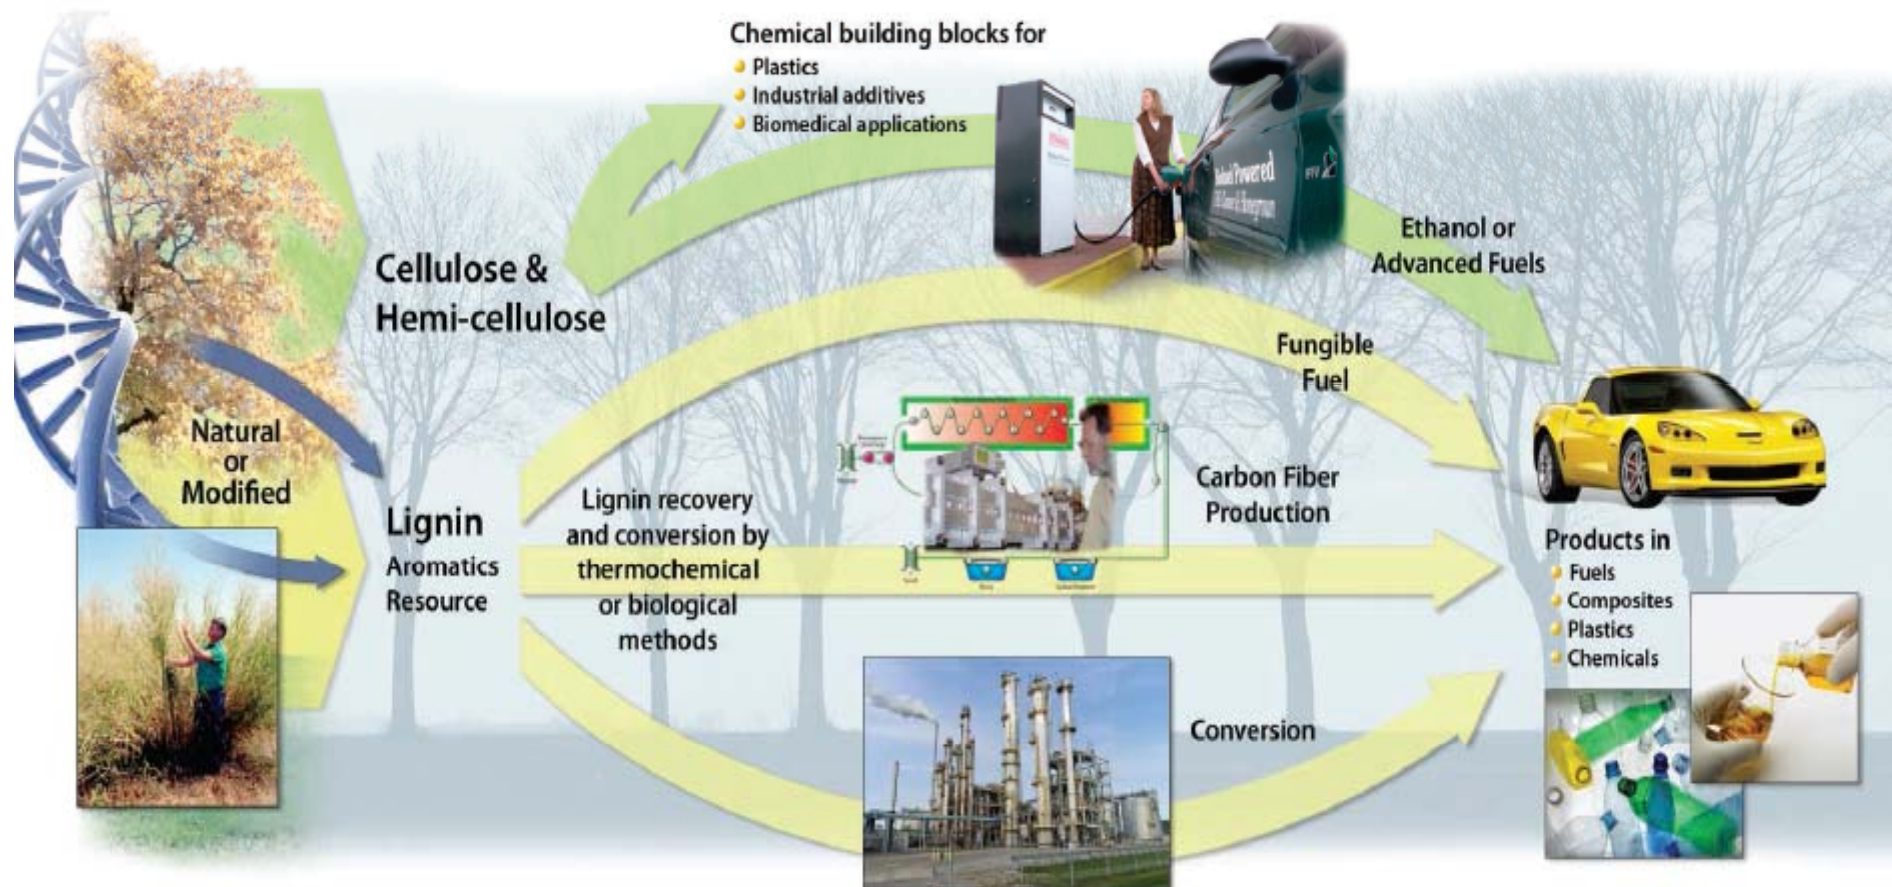 Chemical building blocks for
Plastics
Industrial additives
Biomedical applications
Powered
Ethanol or
Advanced Fuels
Cellulose &
Hemi-cellulose
Fungible
Fuel
Natural
or
Modified
Lignin
Aromatics
Resource
Lignin recovery
and conversion by
thermochemical
or biological
methods
Carbon Fiber
Production
Conversion
Products in
Fuels
Composites
Plastics
Chemicals